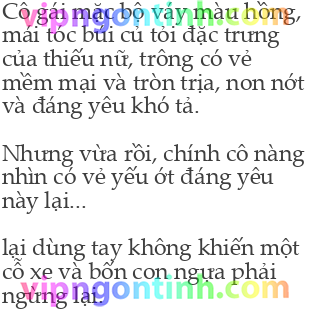 Cô gái mặc bộ váy màu hồng,
vipngontinh.com
mái tóc búi củ tỏi đặc trưng
của thiếu nữ, trông có vẻ
mềm mại và tròn trịa, non nớt
và đáng yêu khó tả.
Nhưng vừa rồi, chính cô nàng
nhìn có vẻ yếu ớt đáng yêu
này lại...
lại dùng tay không khiến một
cỗ xe và bốn con ngựa phải
vipngontinh.com
ngừng lại.